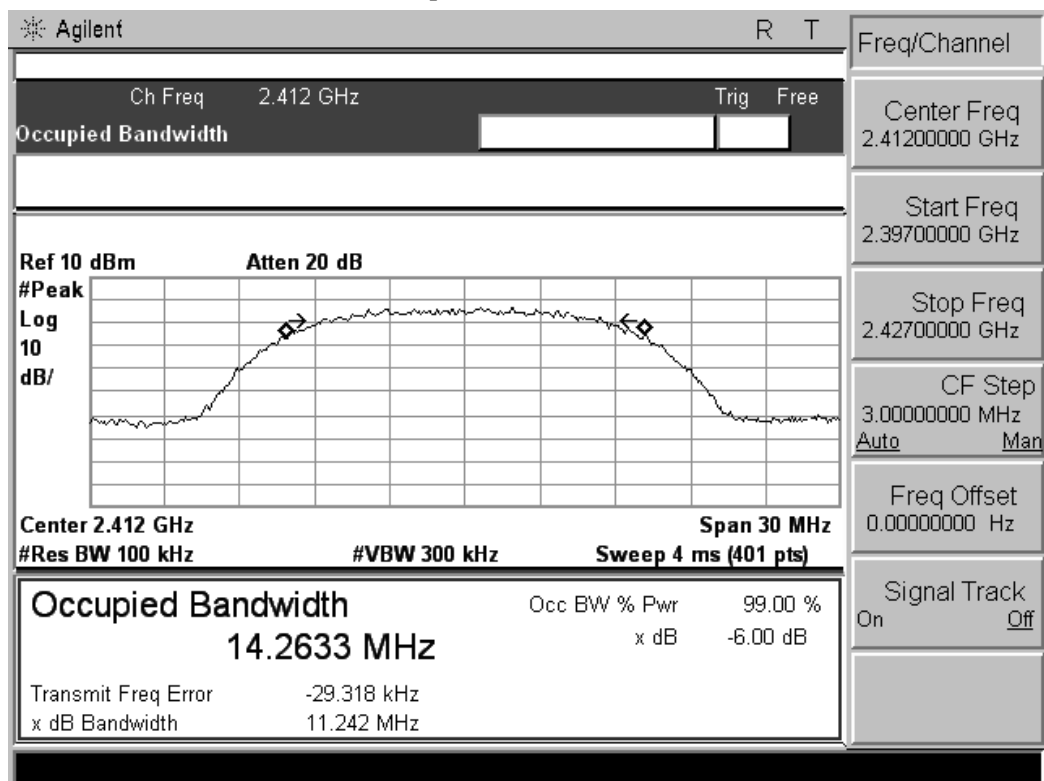 Agilent R T
Ch Freq 2.412 GHz Trig Free
Occupied Bandwidth
Ref 10 dBm Atten 20 dB
#Peak
Log
10
dB/
Center 2.412 GHz Span 30 MHz
#Res BW 100 kHz #VBW 300 kHz Sweep 4 ms (401 pts)
Occupied Bandwidth
14.2633 MHz
Occ BW % Pwr 99.00 %
x dB -6.00 dB
Transmit Freq Error -29.318 kHz
x dB Bandwidth 11.242 MHz
Freq/Channel
Center Freq
2.41200000 GHz
Start Freq
2.39700000 GHz
Stop Freq
2.42700000 GHz
CF Step
3.00000000 MHz
Auto Man
Freq Offset
0.00000000 Hz
Signal Track
On Off